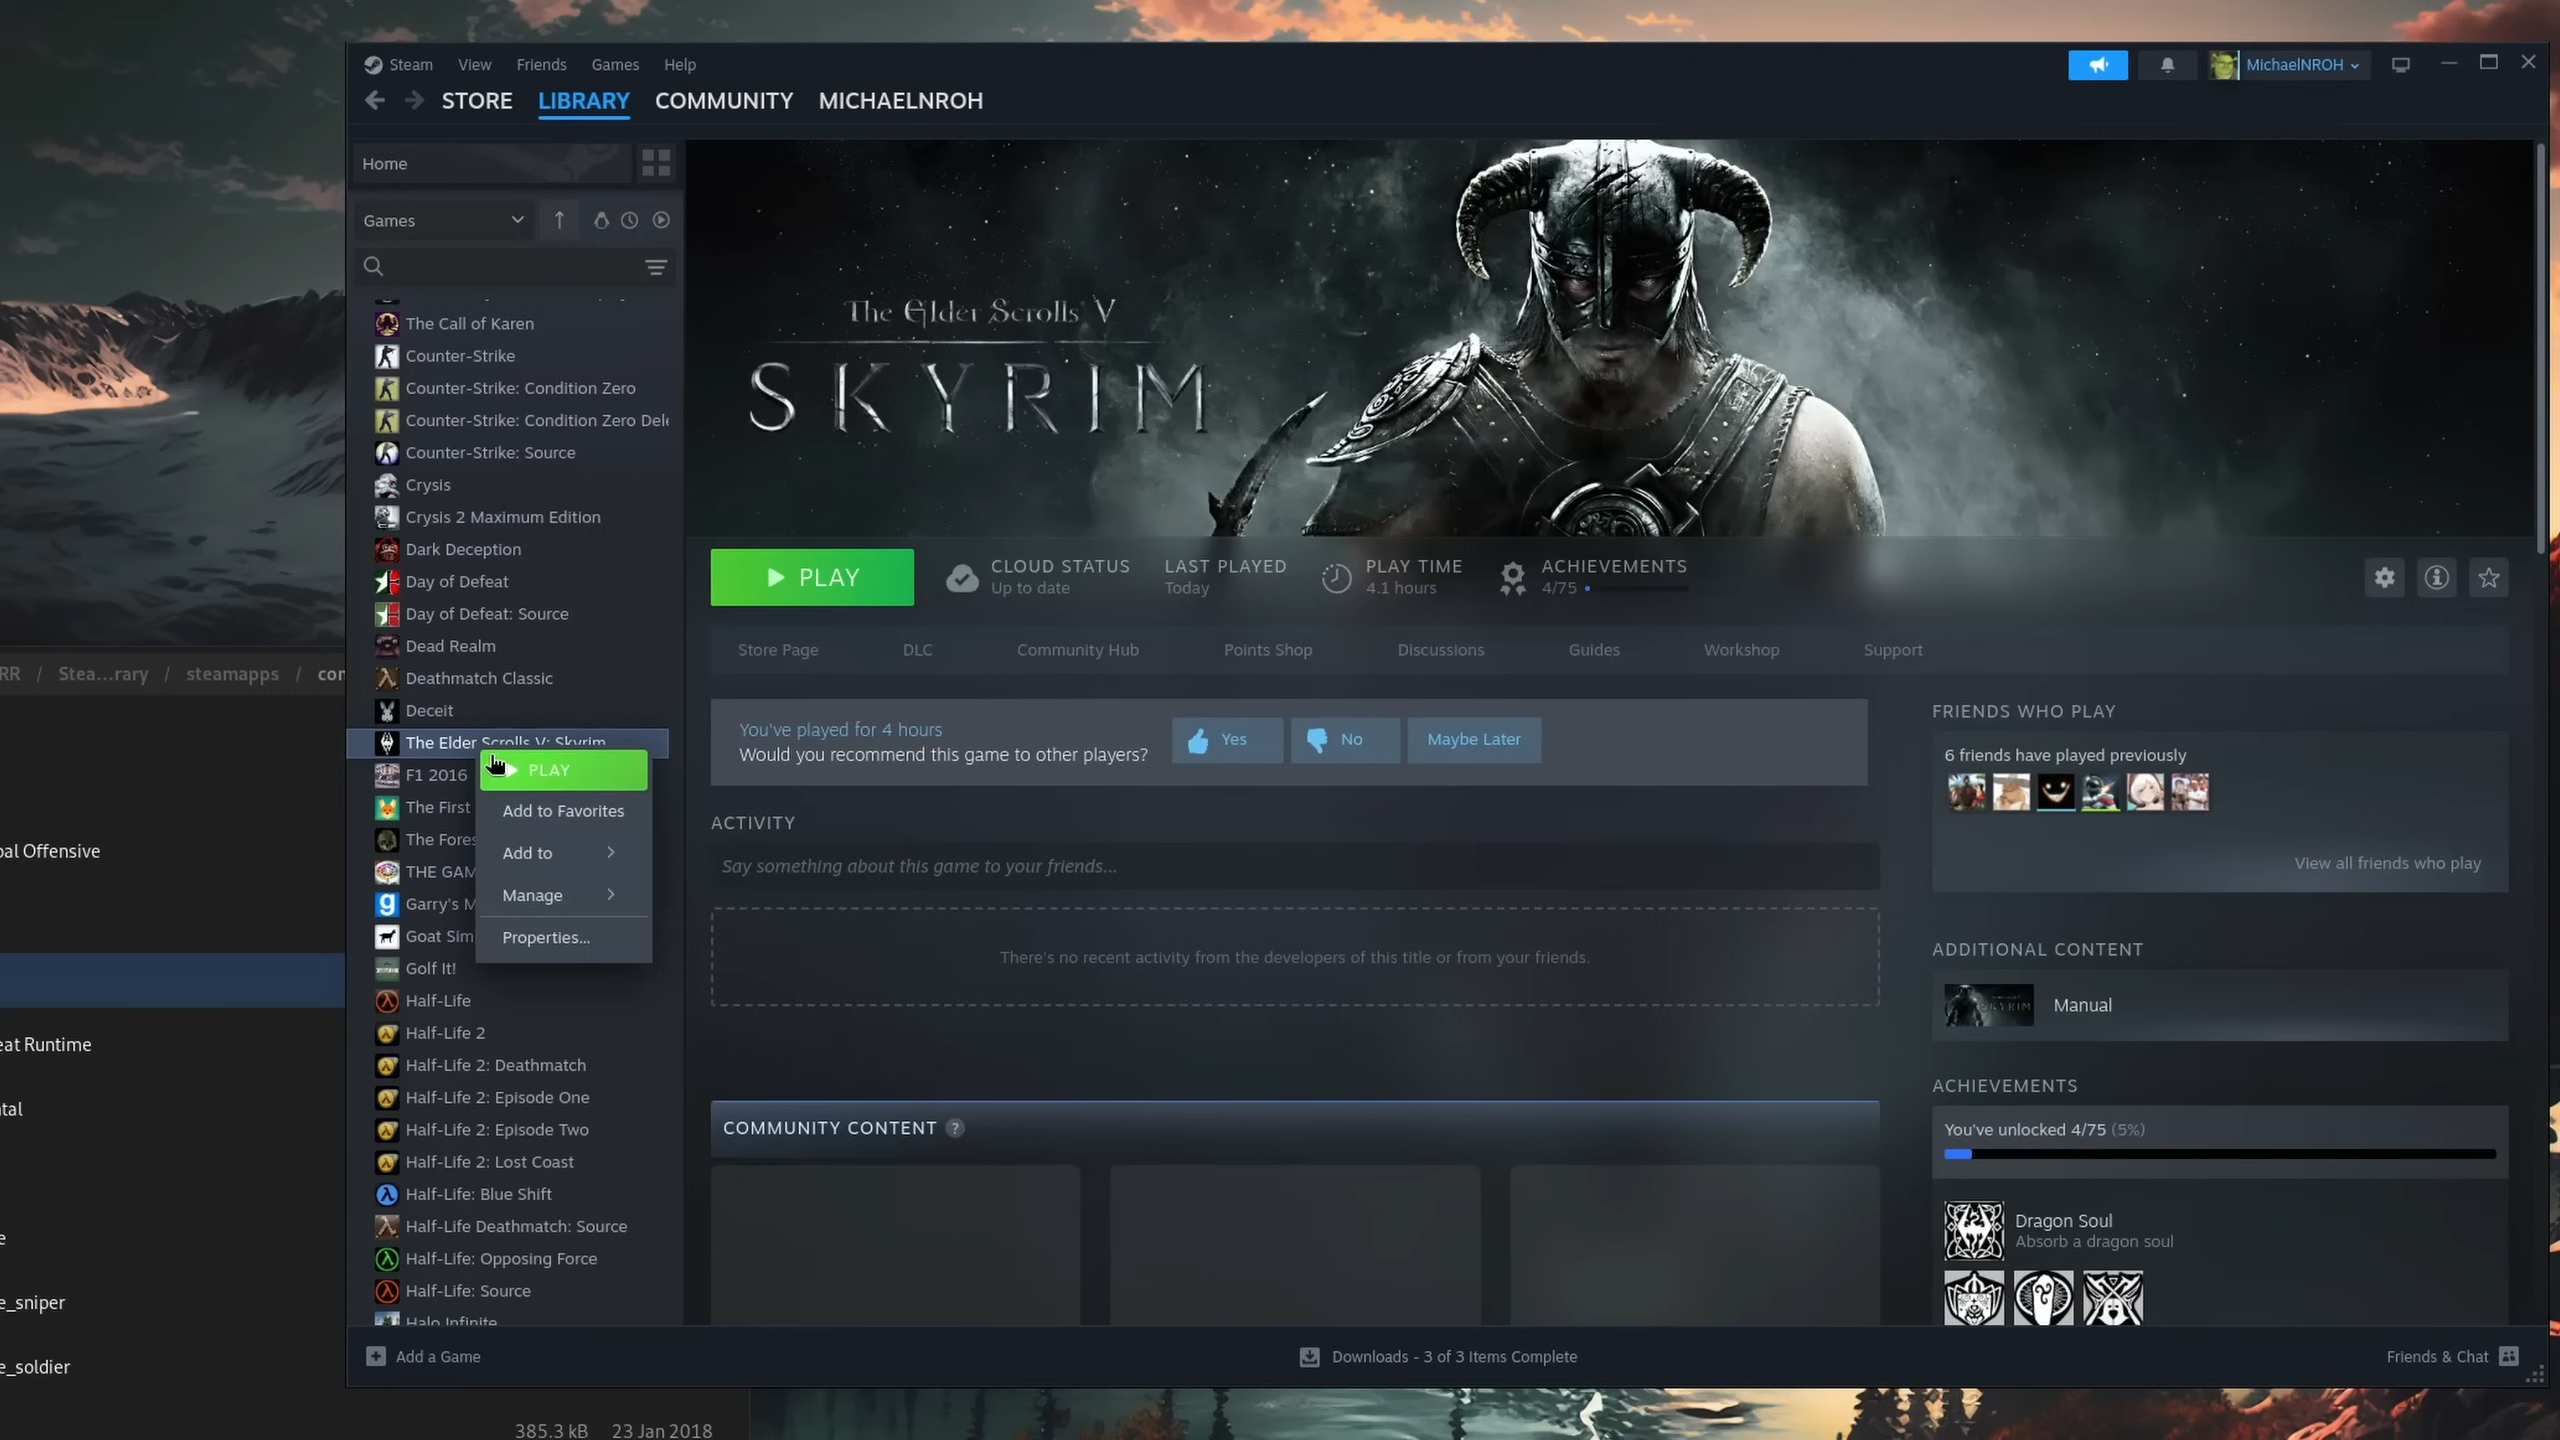 Steam View Friends Games Help
MichaelNROH
STORE LIBRARY COMMUNITY MICHAELNROH
Home
Games
The Call of Karen
Counter-Strike
Counter-Strike: Condition Zero
Counter-Strike: Condition Zero Dele
Counter-Strike: Source
Crysis
Crysis 2 Maximum Edition
Dark Deception
Day of Defeat
Day of Defeat: Source
Dead Realm
Deathmatch Classic
Deceit
The Elder Scrolls V: Skyrim
F1 2016
The First
The Fores
THE GAM
Garry's M
Goat Sim
Golf It!
Half-Life
Half-Life 2
Half-Life 2: Deathmatch
Half-Life 2: Episode One
Half-Life 2: Episode Two
Half-Life 2: Lost Coast
Half-Life: Blue Shift
Half-Life Deathmatch: Source
Half-Life: Opposing Force
Half-Life: Source
Halo Infinite
PLAY
Add to Favorites
Add to
Manage
Properties...
The Elder Scrolls V
SKYRIM
PLAY
CLOUD STATUS
Up to date
LAST PLAYED
Today
PLAY TIME
4.1 hours
ACHIEVEMENTS
4/75
Store Page DLC Community Hub Points Shop Discussions Guides Workshop Support
You've played for 4 hours
Would you recommend this game to other players?
Yes
No
Maybe Later
ACTIVITY
Say something about this game to your friends...
There's no recent activity from the developers of this title or from your friends.
COMMUNITY CONTENT ?
FRIENDS WHO PLAY
6 friends have played previously
View all friends who play
ADDITIONAL CONTENT
SKYRIM
Manual
ACHIEVEMENTS
You've unlocked 4/75 (5%)
Dragon Soul
Absorb a dragon soul
Add a Game
Downloads - 3 of 3 Items Complete
Friends & Chat
RR / Stea...rary / steamapps / con
bal Offensive
eat Runtime
ntal
e
e_sniper
e_soldier
385.3 kB 23 Jan 2018